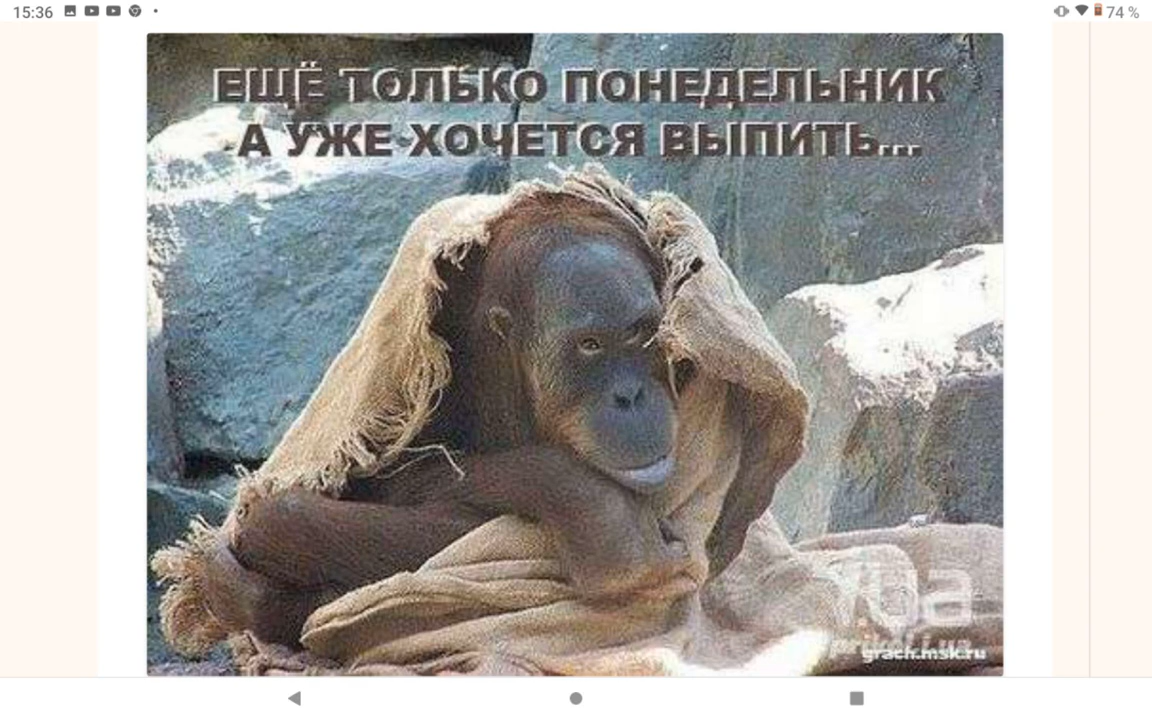 15:36
74 %
ЕЩЁ ТОЛЬКО ПОНЕДЕЛЬНИК
А УЖЕ ХОЧЕТСЯ ВЫПИТЬ...
grach.msk.ru